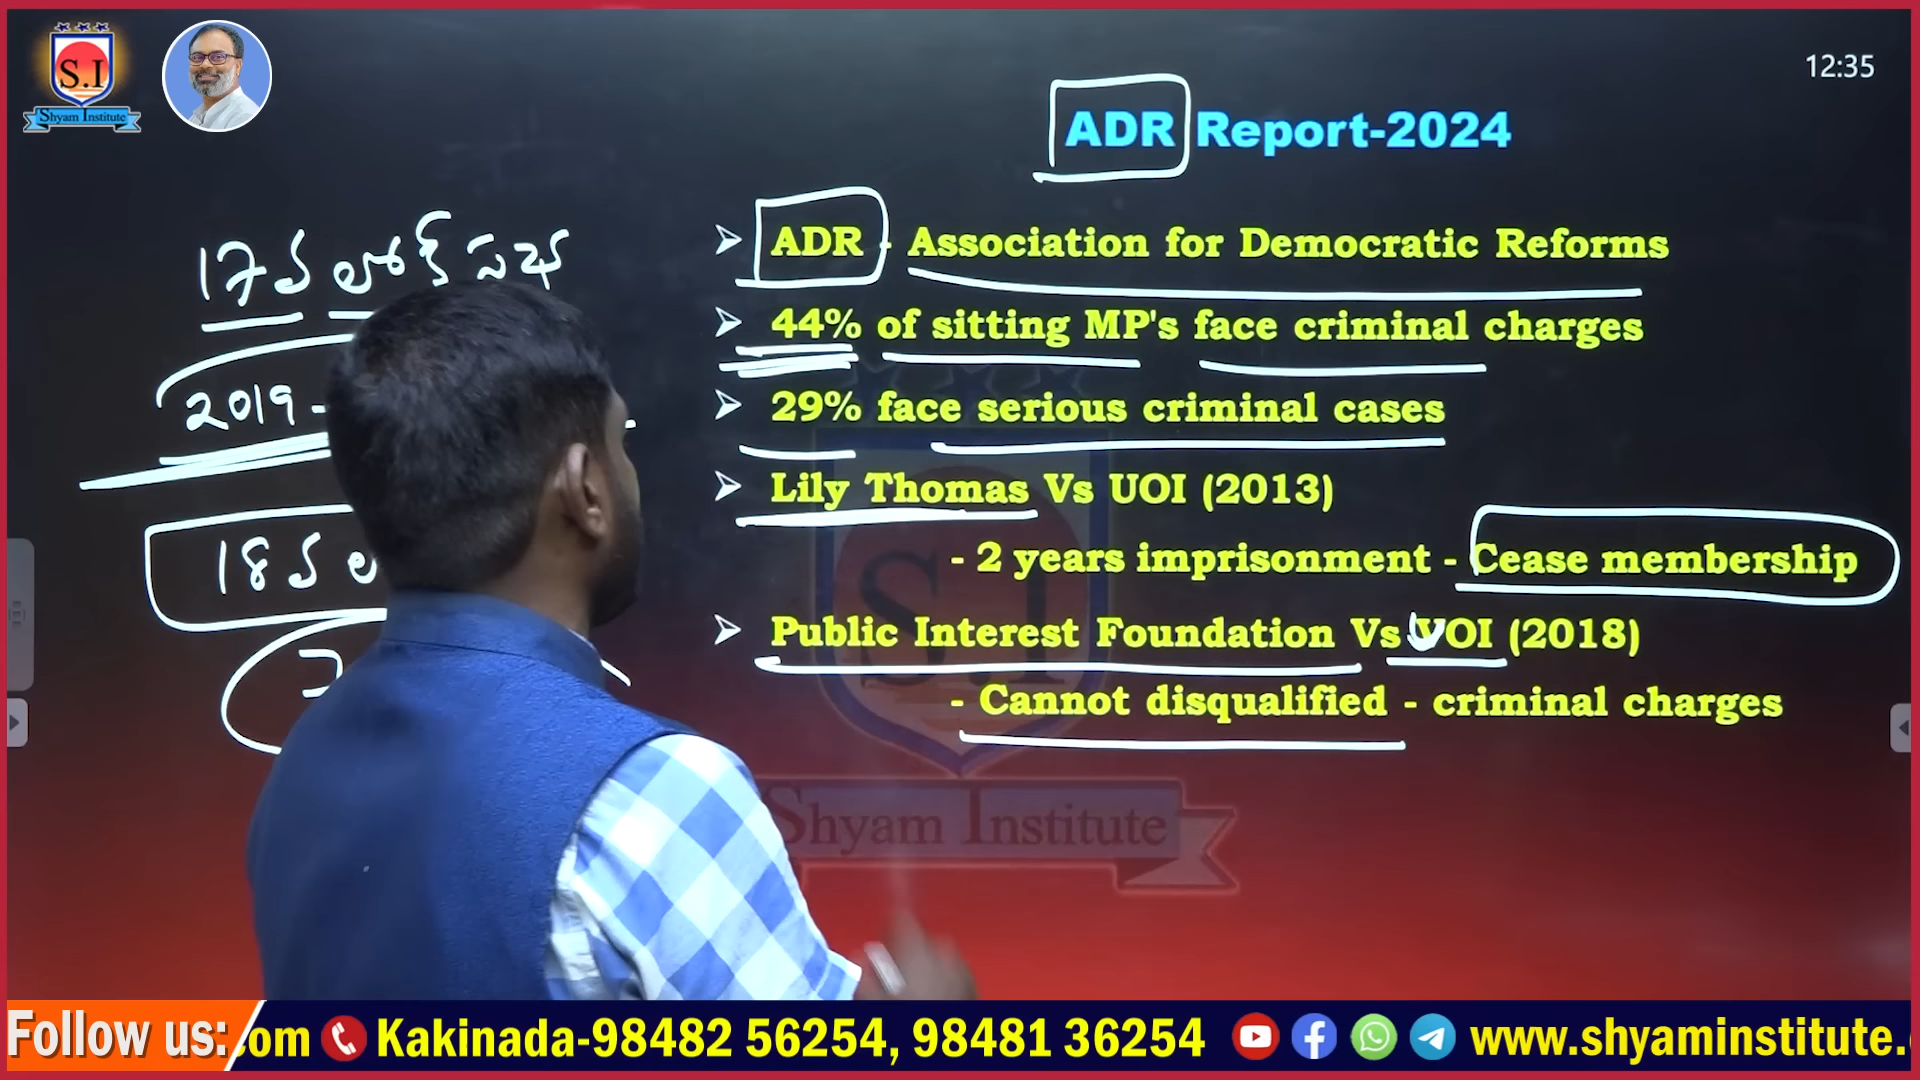 S.I
Shyam Institute
12:35
ADR Report-2024
ADR - Association for Democratic Reforms
44% of sitting MP's face criminal charges
29% face serious criminal cases
Lily Thomas Vs UOI (2013)
- 2 years imprisonment - Cease membership
Public Interest Foundation Vs UOI (2018)
- Cannot disqualified - criminal charges
17వ లోక్ సభ
2019 -
18వ
S.I
Shyam Institute
Follow us: com Kakinada-98482 56254, 98481 36254 www.shyaminstitute.